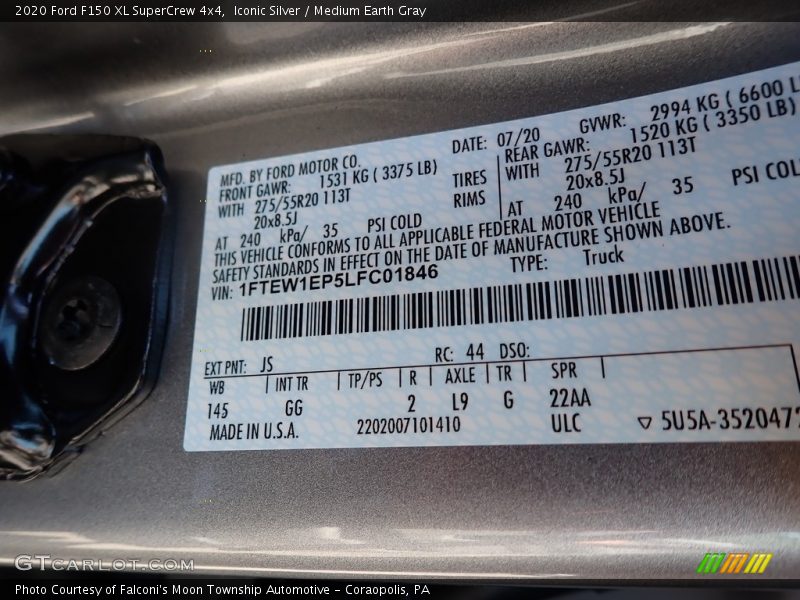 2020 Ford F150 XL SuperCrew 4x4, Iconic Silver / Medium Earth Gray
MFD. BY FORD MOTOR CO. DATE: 07/20 GVWR: 2994 KG ( 6600 L
FRONT GAWR: 1531 KG ( 3375 LB) REAR GAWR: 1520 KG ( 3350 LB)
WITH 275/55R20 113T TIRES WITH 275/55R20 113T
20x8.5J RIMS 20x8.5J
AT 240 kPa/ 35 PSI COLD AT 240 kPa/ 35 PSI COL
THIS VEHICLE CONFORMS TO ALL APPLICABLE FEDERAL MOTOR VEHICLE
SAFETY STANDARDS IN EFFECT ON THE DATE OF MANUFACTURE SHOWN ABOVE.
VIN: 1FTEW1EP5LFC01846 TYPE: Truck
EXT PNT: JS RC: 44 DSO:
WB INT TR TP/PS R AXLE TR SPR
145 GG 2 L9 G 22AA
MADE IN U.S.A. 2202007101410 ULC ▽ 5U5A-3520472
GTCARLOT.COM
Photo Courtesy of Falconi's Moon Township Automotive – Coraopolis, PA